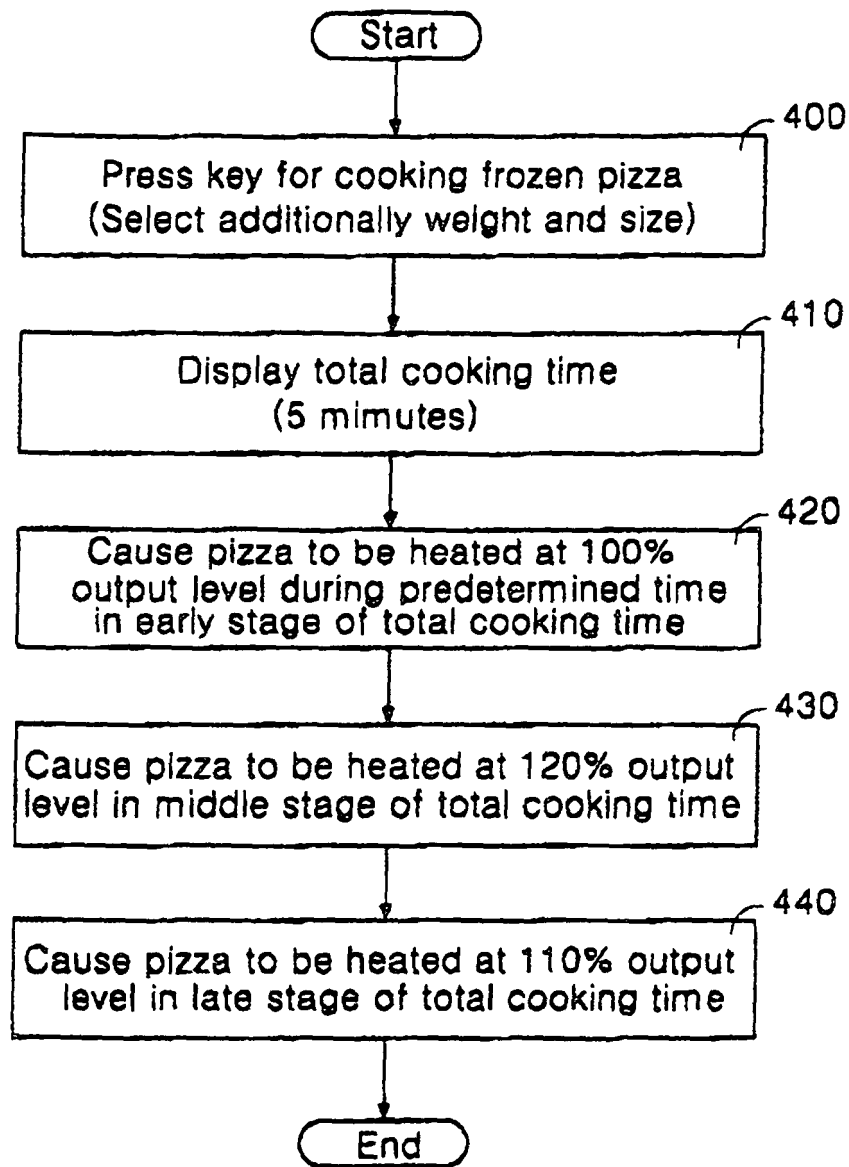 Start
400
Press key for cooking frozen pizza
(Select additionally weight and size)
410
Display total cooking time
(5 mimutes)
420
Cause pizza to be heated at 100%
output level during predetermined time
in early stage of total cooking time
430
Cause pizza to be heated at 120% output
level in middle stage of total cooking time
440
Cause pizza to be heated at 110% output
level in late stage of total cooking time
End